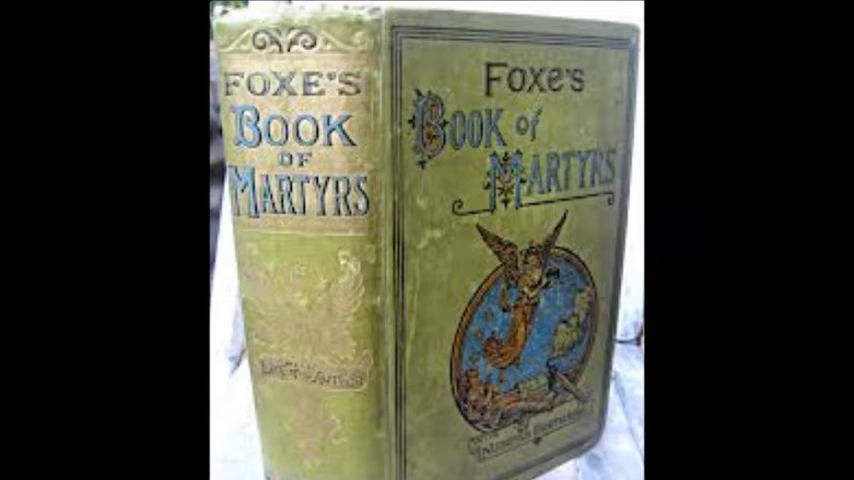 FOXE'S
BOOK
OF
MARTYRS
FOXE'S
BOOK of
MARTYRS